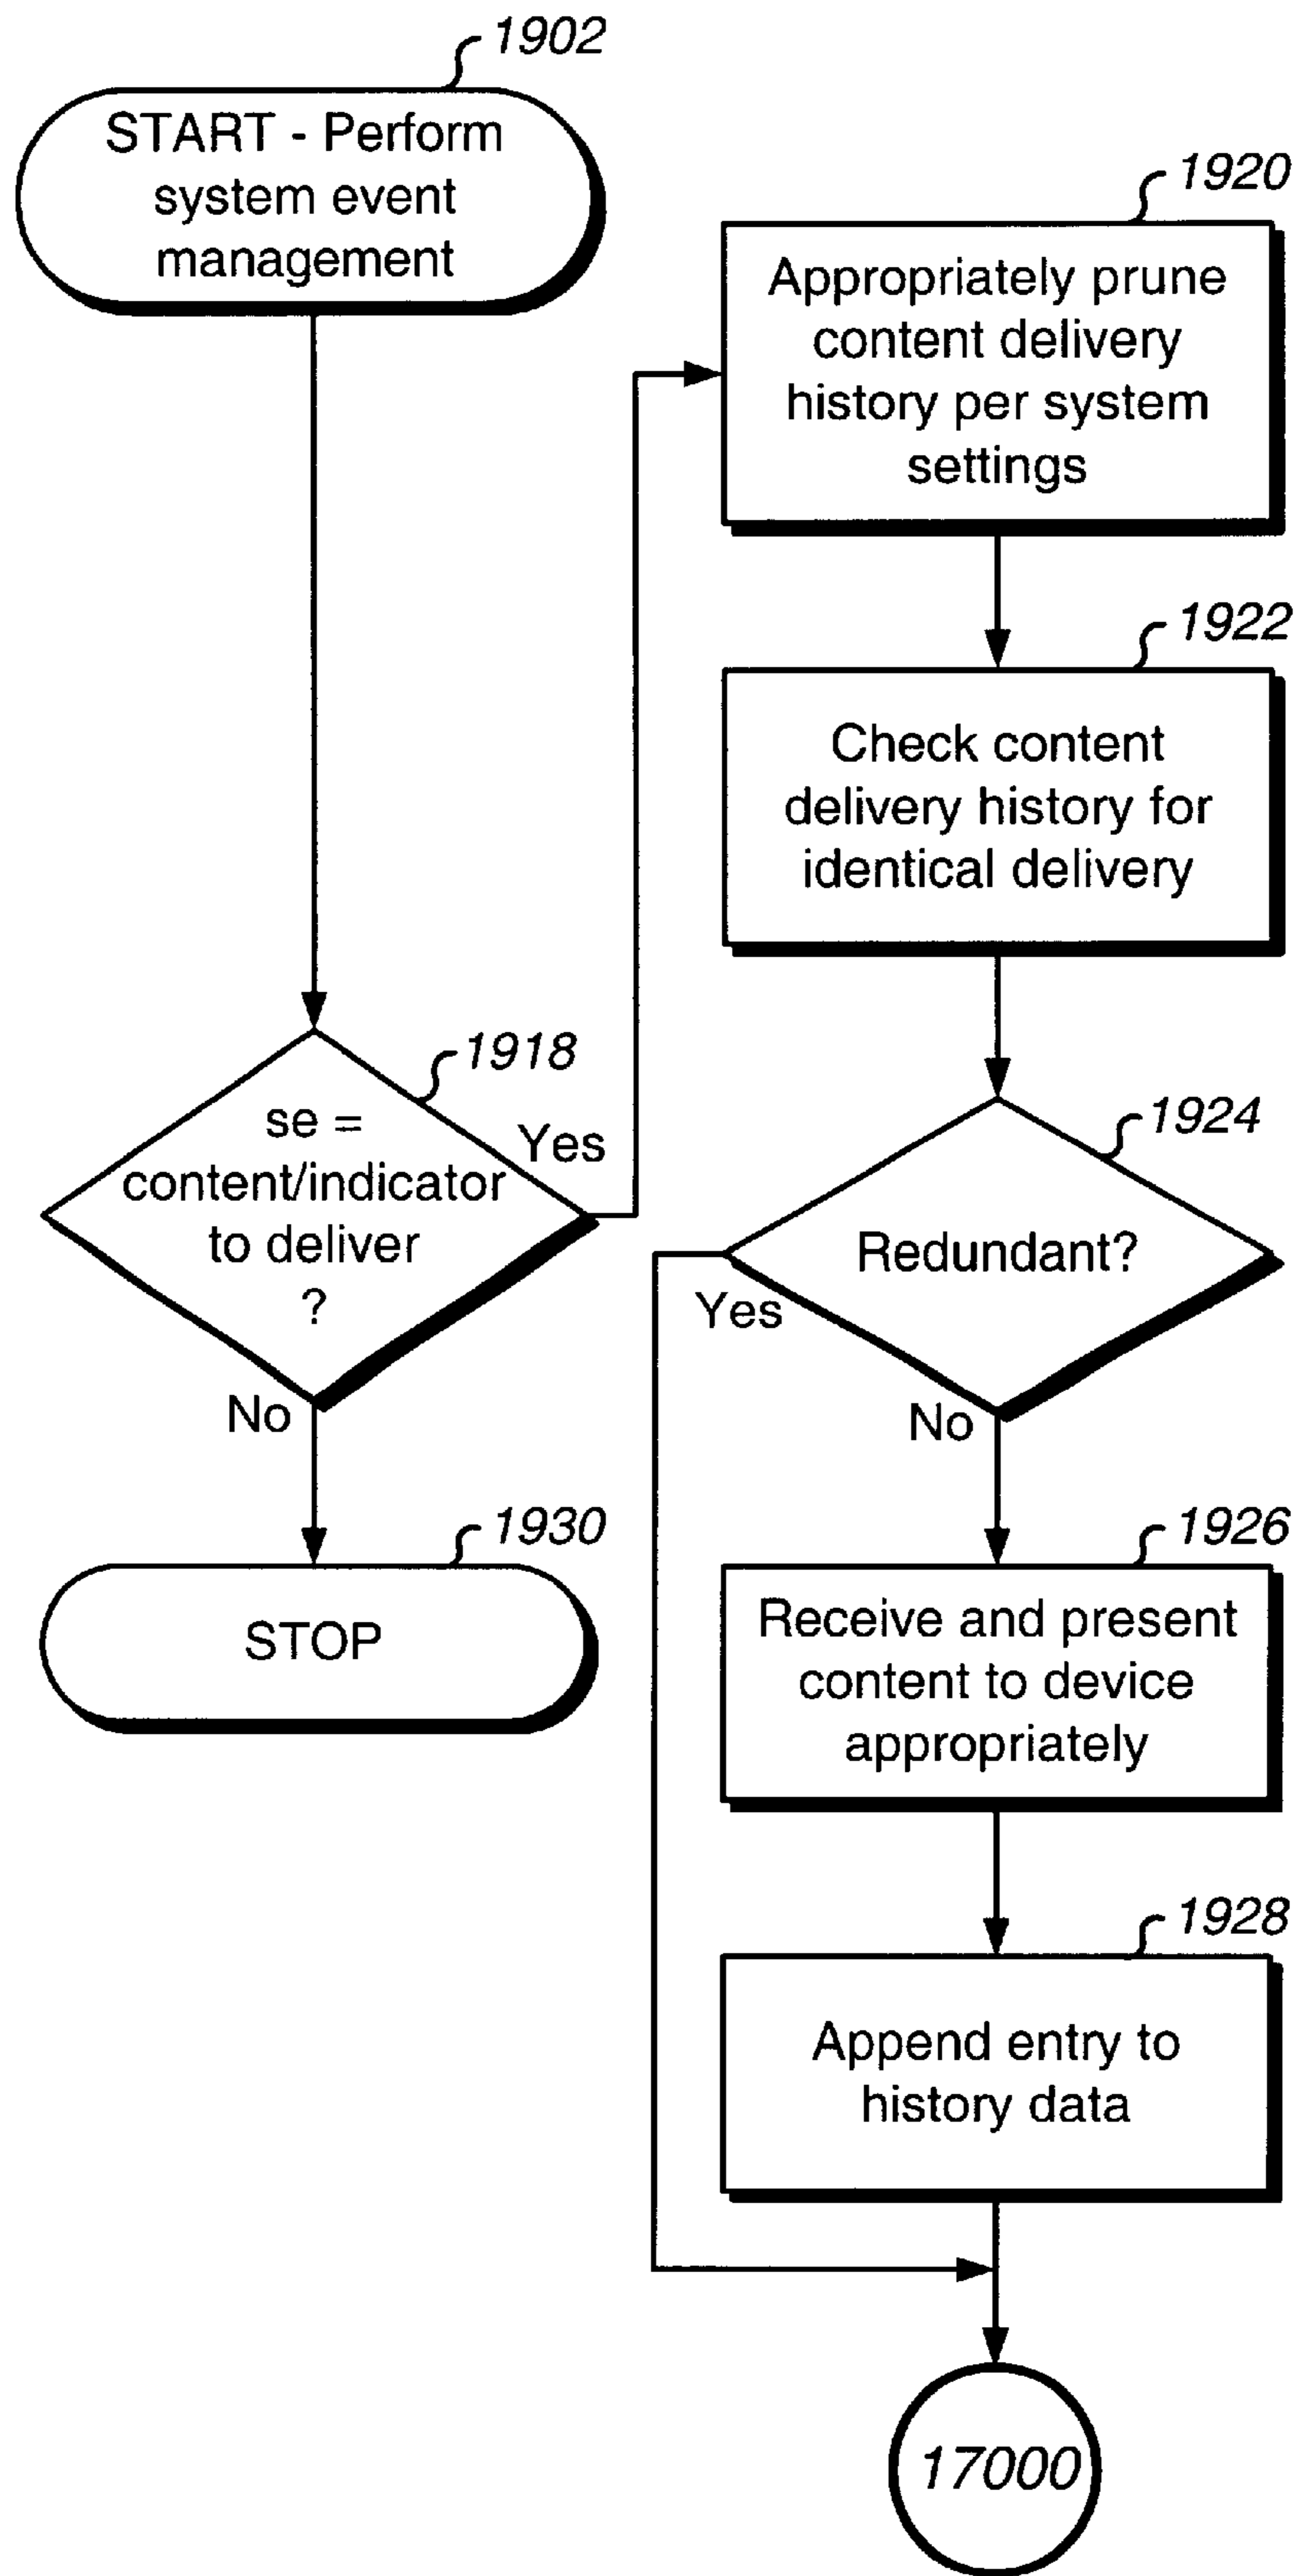 1902
START - Perform
system event
management
1918
se =
content/indicator
to deliver
?
Yes
No
1930
STOP
1920
Appropriately prune
content delivery
history per system
settings
1922
Check content
delivery history for
identical delivery
1924
Redundant?
Yes
No
1926
Receive and present
content to device
appropriately
1928
Append entry to
history data
17000